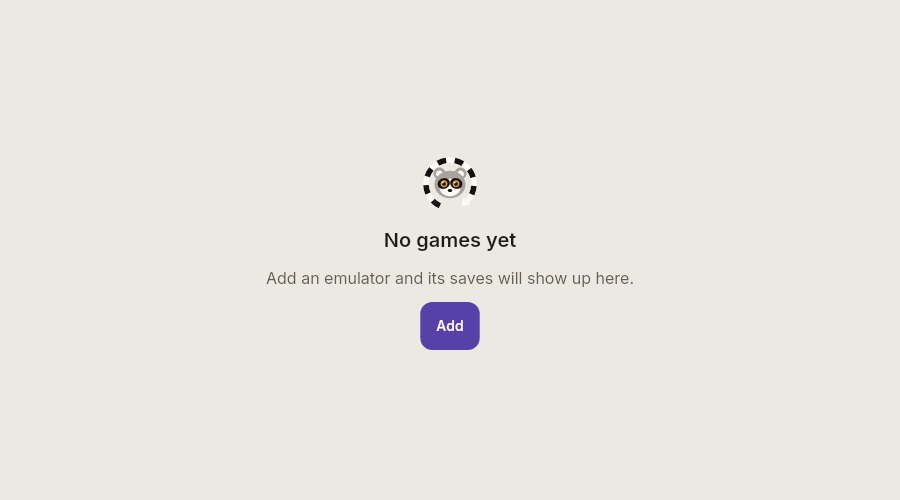 No games yet
Add an emulator and its saves will show up here.
Add